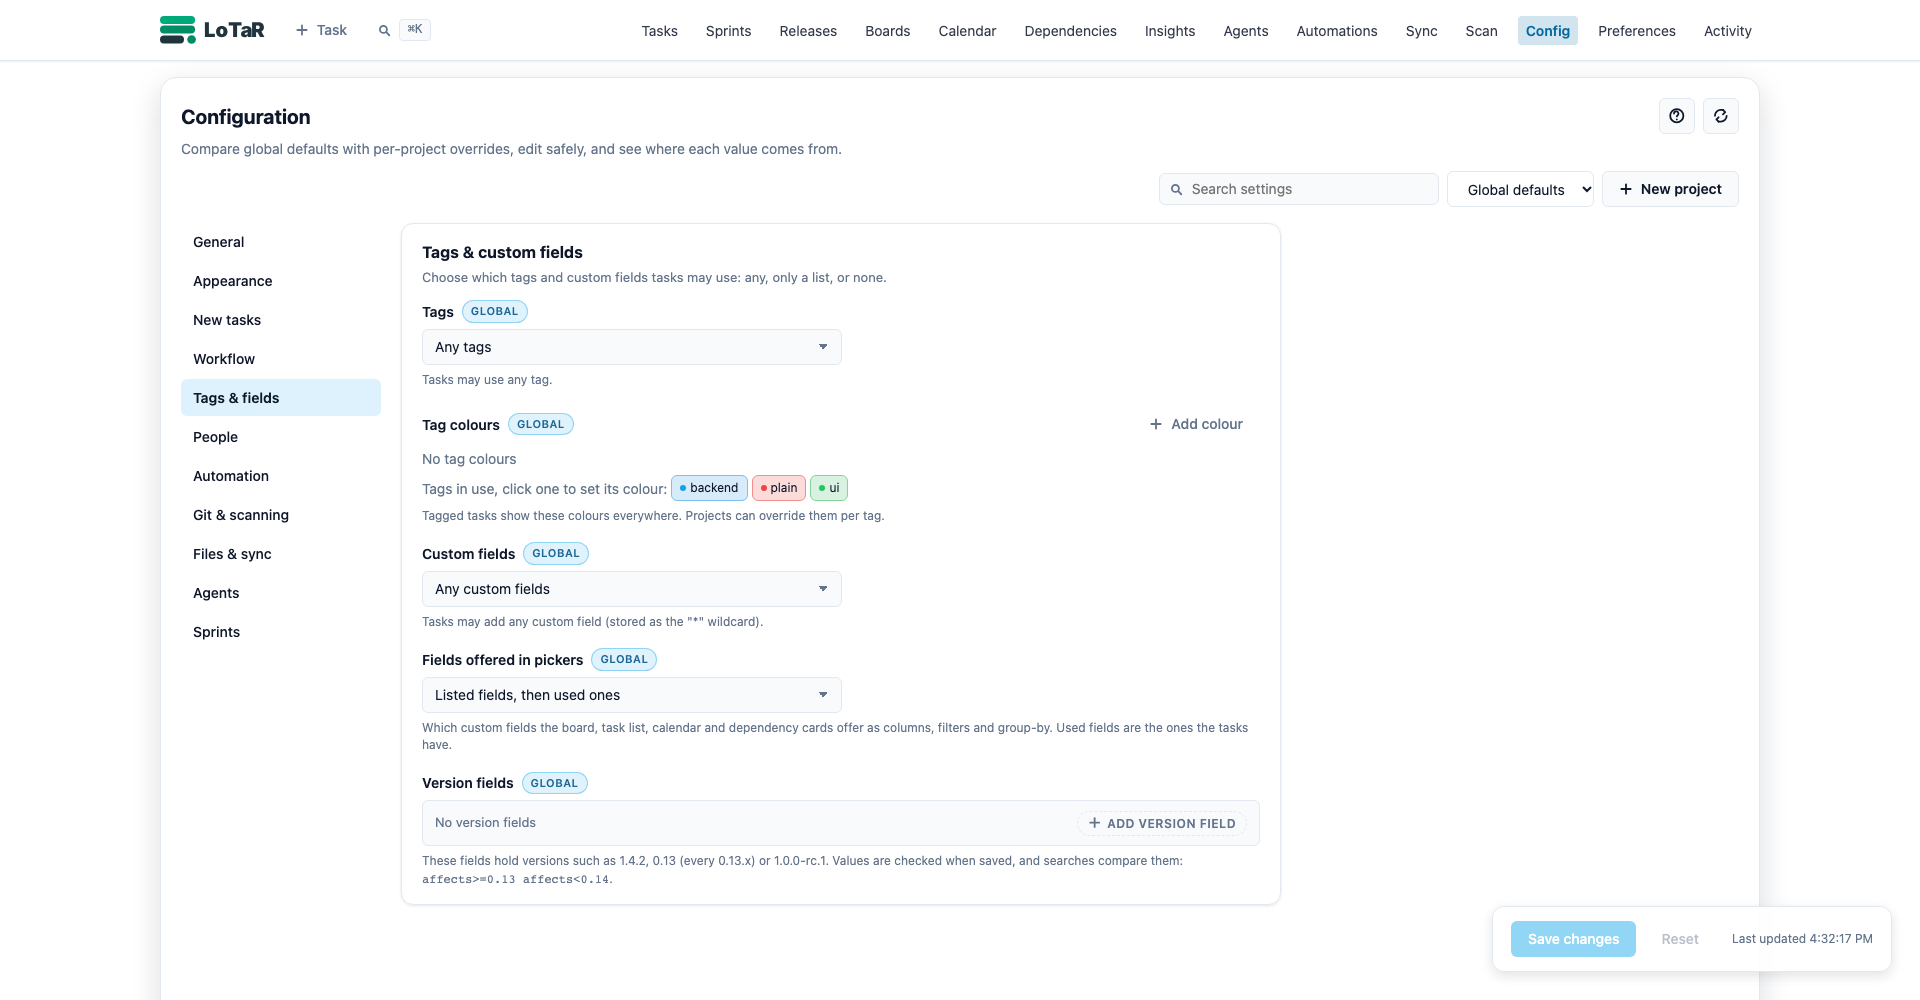 LoTaR
+ Task
⌘K
Tasks
Sprints
Releases
Boards
Calendar
Dependencies
Insights
Agents
Automations
Sync
Scan
Config
Preferences
Activity
Configuration
Compare global defaults with per-project overrides, edit safely, and see where each value comes from.
Search settings
Global defaults
+ New project
General
Appearance
New tasks
Workflow
Tags & fields
People
Automation
Git & scanning
Files & sync
Agents
Sprints
Tags & custom fields
Choose which tags and custom fields tasks may use: any, only a list, or none.
Tags GLOBAL
Any tags
Tasks may use any tag.
Tag colours GLOBAL
+ Add colour
No tag colours
Tags in use, click one to set its colour: backend plain ui
Tagged tasks show these colours everywhere. Projects can override them per tag.
Custom fields GLOBAL
Any custom fields
Tasks may add any custom field (stored as the "*" wildcard).
Fields offered in pickers GLOBAL
Listed fields, then used ones
Which custom fields the board, task list, calendar and dependency cards offer as columns, filters and group-by. Used fields are the ones the tasks
have.
Version fields GLOBAL
No version fields
+ ADD VERSION FIELD
These fields hold versions such as 1.4.2, 0.13 (every 0.13.x) or 1.0.0-rc.1. Values are checked when saved, and searches compare them:
affects>=0.13 affects<0.14.
Save changes
Reset
Last updated 4:32:17 PM